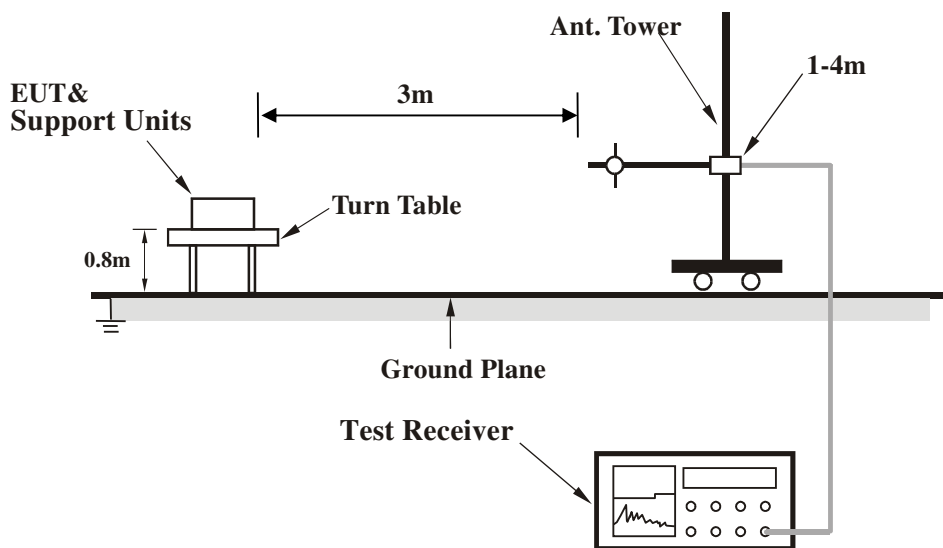 Ant. Tower
1-4m
3m
EUT&
Support Units
Turn Table
0.8m
Ground Plane
Test Receiver